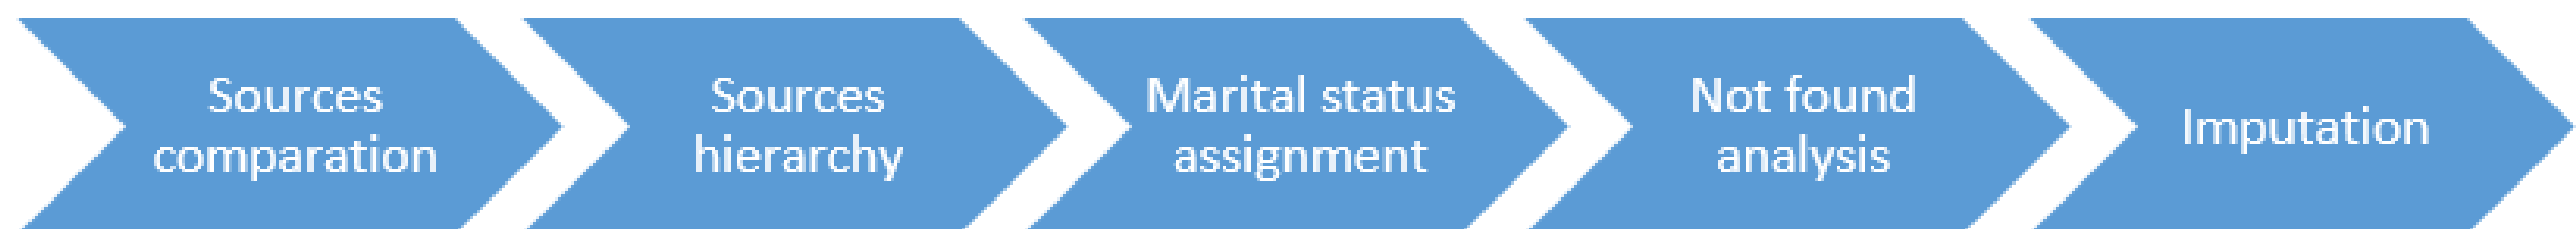 Sources
comparation
Sources
hierarchy
Marital status
assignment
Not found
analysis
Imputation